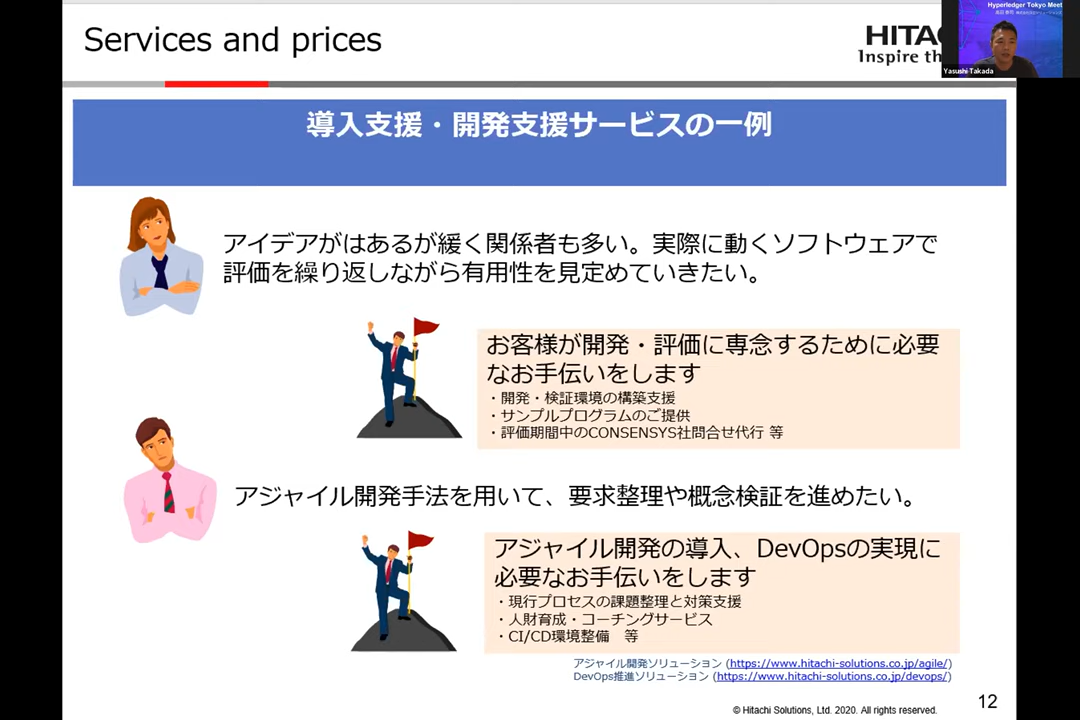 Services and prices
HITAC
Inspire th
Hyperledger Tokyo Meet
Yasushi Takada
導入支援・開発支援サービスの一例
アイデアがはあるが緩く関係者も多い。実際に動くソフトウェアで
評価を繰り返しながら有用性を見定めていきたい。
お客様が開発・評価に専念するために必要
なお手伝いをします
・開発・検証環境の構築支援
・サンプルプログラムのご提供
・評価期間中のCONSENSYS社問合せ代行 等
アジャイル開発手法を用いて、要求整理や概念検証を進めたい。
アジャイル開発の導入、DevOpsの実現に
必要なお手伝いをします
・現行プロセスの課題整理と対策支援
・人財育成・コーチングサービス
・CI/CD環境整備　等
アジャイル開発ソリューション (https://www.hitachi-solutions.co.jp/agile/)
DevOps推進ソリューション (https://www.hitachi-solutions.co.jp/devops/)
12
© Hitachi Solutions, Ltd. 2020. All rights reserved.